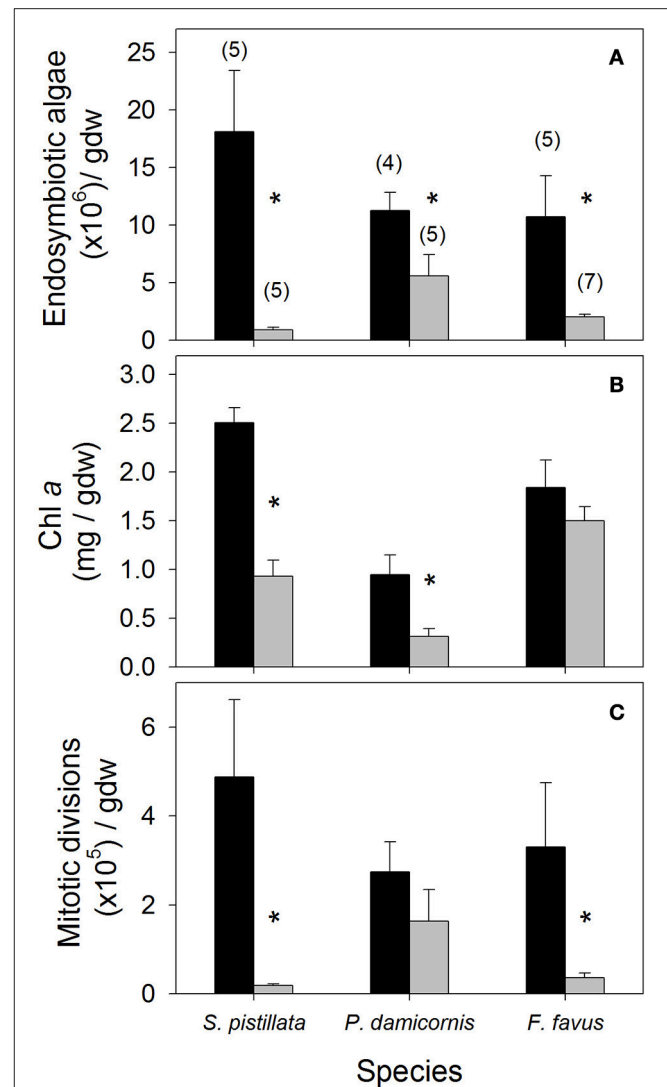 A
Endosymbiotic algae
(x10⁶)/ gdw
25
20
15
10
5
0
(5)
*
(5)
(4)
*
(5)
(5)
*
(7)
B
Chl a
(mg / gdw)
3.0
2.5
2.0
1.5
1.0
0.5
0.0
*
*
C
Mitotic divisions
(x10⁵) / gdw
6
4
2
0
*
*
S. pistillata
P. damicornis
F. favus
Species